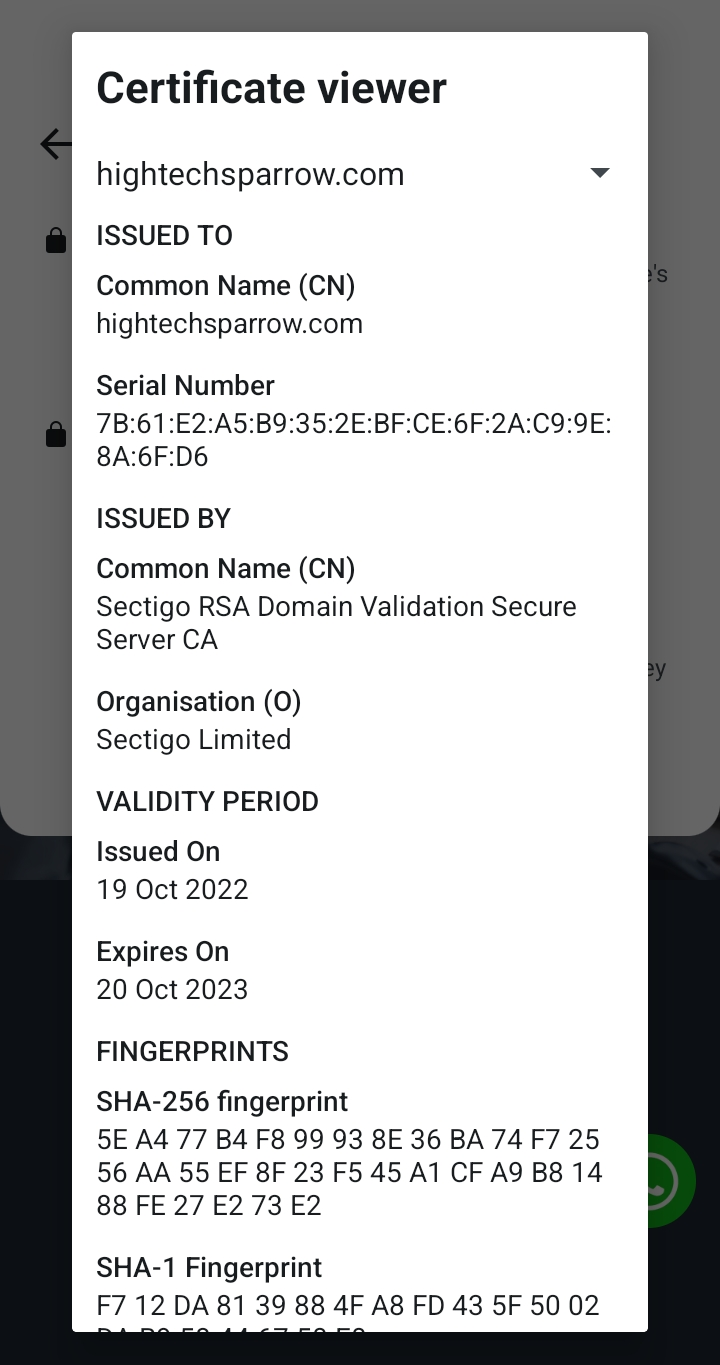 Certificate viewer
hightechsparrow.com
ISSUED TO
Common Name (CN)
hightechsparrow.com
Serial Number
7B:61:E2:A5:B9:35:2E:BF:CE:6F:2A:C9:9E:
8A:6F:D6
ISSUED BY
Common Name (CN)
Sectigo RSA Domain Validation Secure
Server CA
Organisation (O)
Sectigo Limited
VALIDITY PERIOD
Issued On
19 Oct 2022
Expires On
20 Oct 2023
FINGERPRINTS
SHA-256 fingerprint
5E A4 77 B4 F8 99 93 8E 36 BA 74 F7 25
56 AA 55 EF 8F 23 F5 45 A1 CF A9 B8 14
88 FE 27 E2 73 E2
SHA-1 Fingerprint
F7 12 DA 81 39 88 4F A8 FD 43 5F 50 02